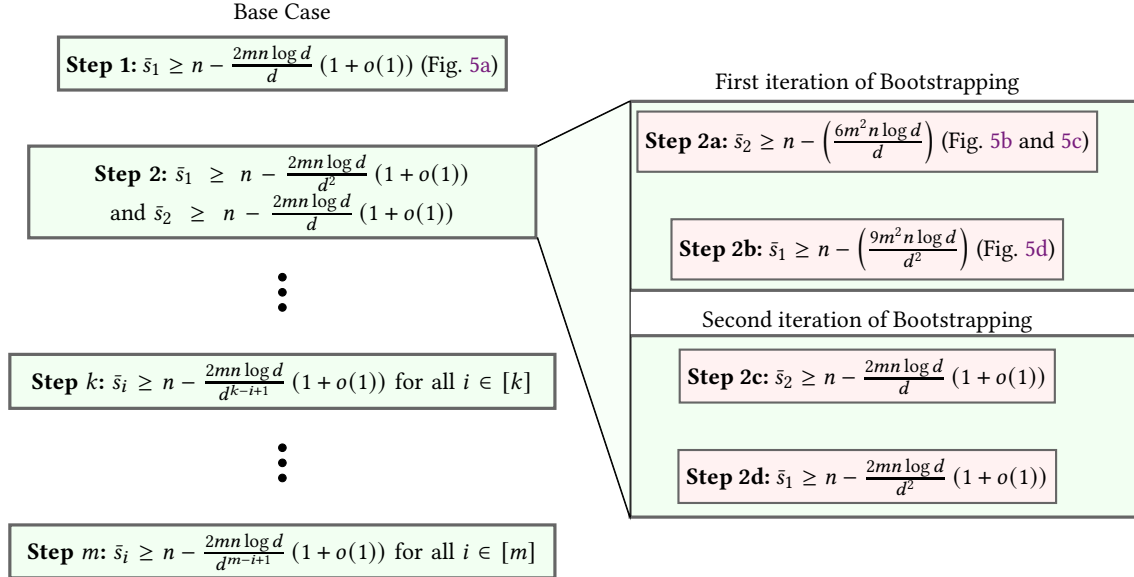 Base Case
Step 1: s̄₁ ≥ n − (2mn log d)/d (1 + o(1)) (Fig. 5a)
Step 2: s̄₁ ≥ n − (2mn log d)/d² (1 + o(1))
and s̄₂ ≥ n − (2mn log d)/d (1 + o(1))
Step k: s̄ᵢ ≥ n − (2mn log d)/d^{k−i+1} (1 + o(1)) for all i ∈ [k]
Step m: s̄ᵢ ≥ n − (2mn log d)/d^{m−i+1} (1 + o(1)) for all i ∈ [m]
First iteration of Bootstrapping
Step 2a: s̄₂ ≥ n − ((6m²n log d)/d) (Fig. 5b and 5c)
Step 2b: s̄₁ ≥ n − ((9m²n log d)/d²) (Fig. 5d)
Second iteration of Bootstrapping
Step 2c: s̄₂ ≥ n − (2mn log d)/d (1 + o(1))
Step 2d: s̄₁ ≥ n − (2mn log d)/d² (1 + o(1))